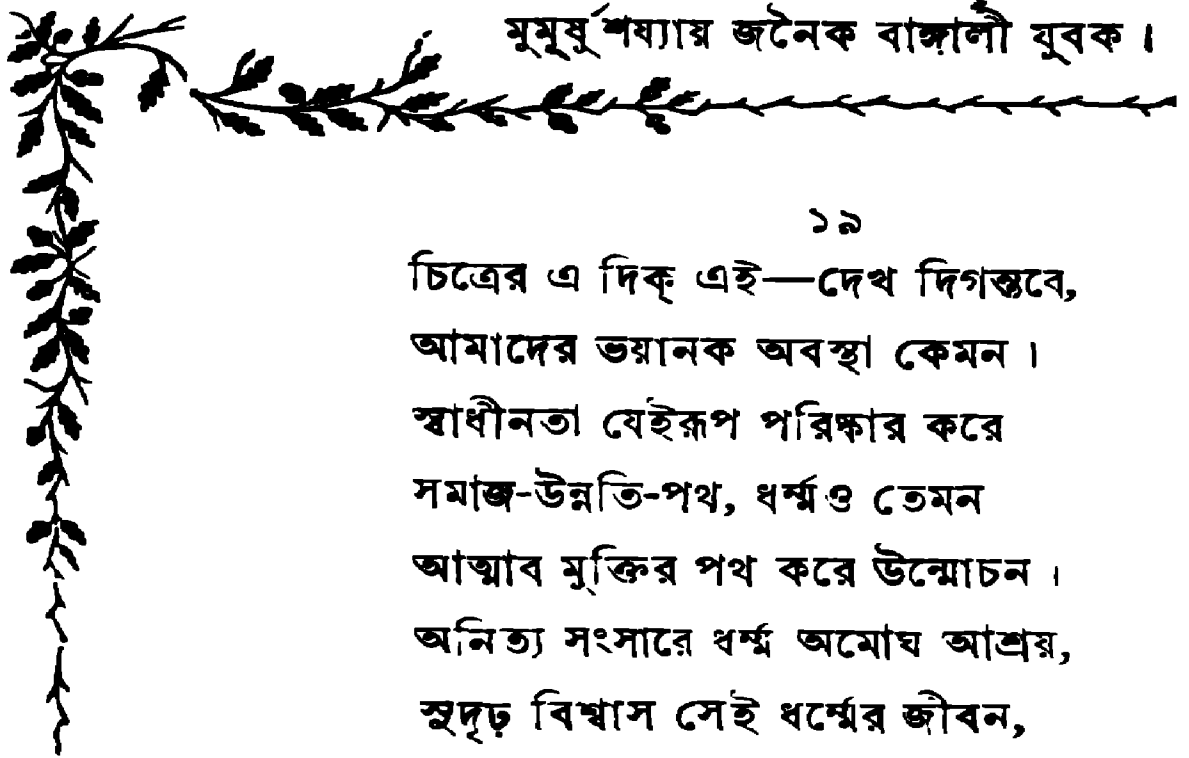 মুমূর্ষু শয্যায় জনৈক বাঙ্গালী যুবক ।
১৯
চিত্রের এ দিক্ এই—দেখ দিগন্তবে,
আমাদের ভয়ানক অবস্থা কেমন ।
স্বাধীনতা যেইরূপ পরিষ্কার করে
সমাজ-উন্নতি-পথ, ধর্ম্মও তেমন
আত্মাব মুক্তির পথ করে উন্মোচন ।
অনিত্য সংসারে ধর্ম্ম অমোঘ আশ্রয়,
সুদৃঢ় বিশ্বাস সেই ধর্ম্মের জীবন,